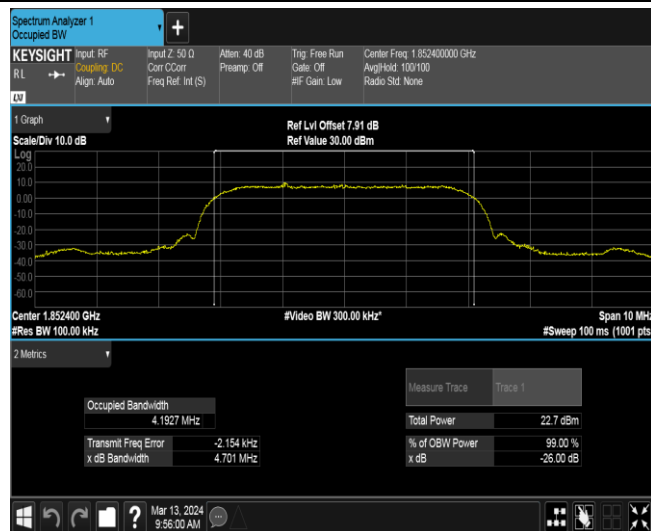 Spectrum Analyzer 1
Occupied BW
+
KEYSIGHT
RL
LXI
Input: RF
Coupling: DC
Align: Auto
Input Z: 50 Ω
Corr CCorr
Freq Ref: Int (S)
Atten: 40 dB
Preamp: Off
Trig: Free Run
Gate: Off
#IF Gain: Low
Center Freq: 1.852400000 GHz
Avg|Hold: 100/100
Radio Std: None
1 Graph
Scale/Div 10.0 dB
Ref Lvl Offset 7.91 dB
Ref Value 30.00 dBm
Log
20.0
10.0
0.00
-10.0
-20.0
-30.0
-40.0
-50.0
-60.0
Center 1.852400 GHz
#Video BW 300.00 kHz*
Span 10 MHz
#Res BW 100.00 kHz
#Sweep 100 ms (1001 pts
2 Metrics
Measure Trace Trace 1
Occupied Bandwidth
4.1927 MHz
Total Power 22.7 dBm
Transmit Freq Error -2.154 kHz
% of OBW Power 99.00 %
x dB Bandwidth 4.701 MHz
x dB -26.00 dB
?
Mar 13, 2024
9:56:00 AM